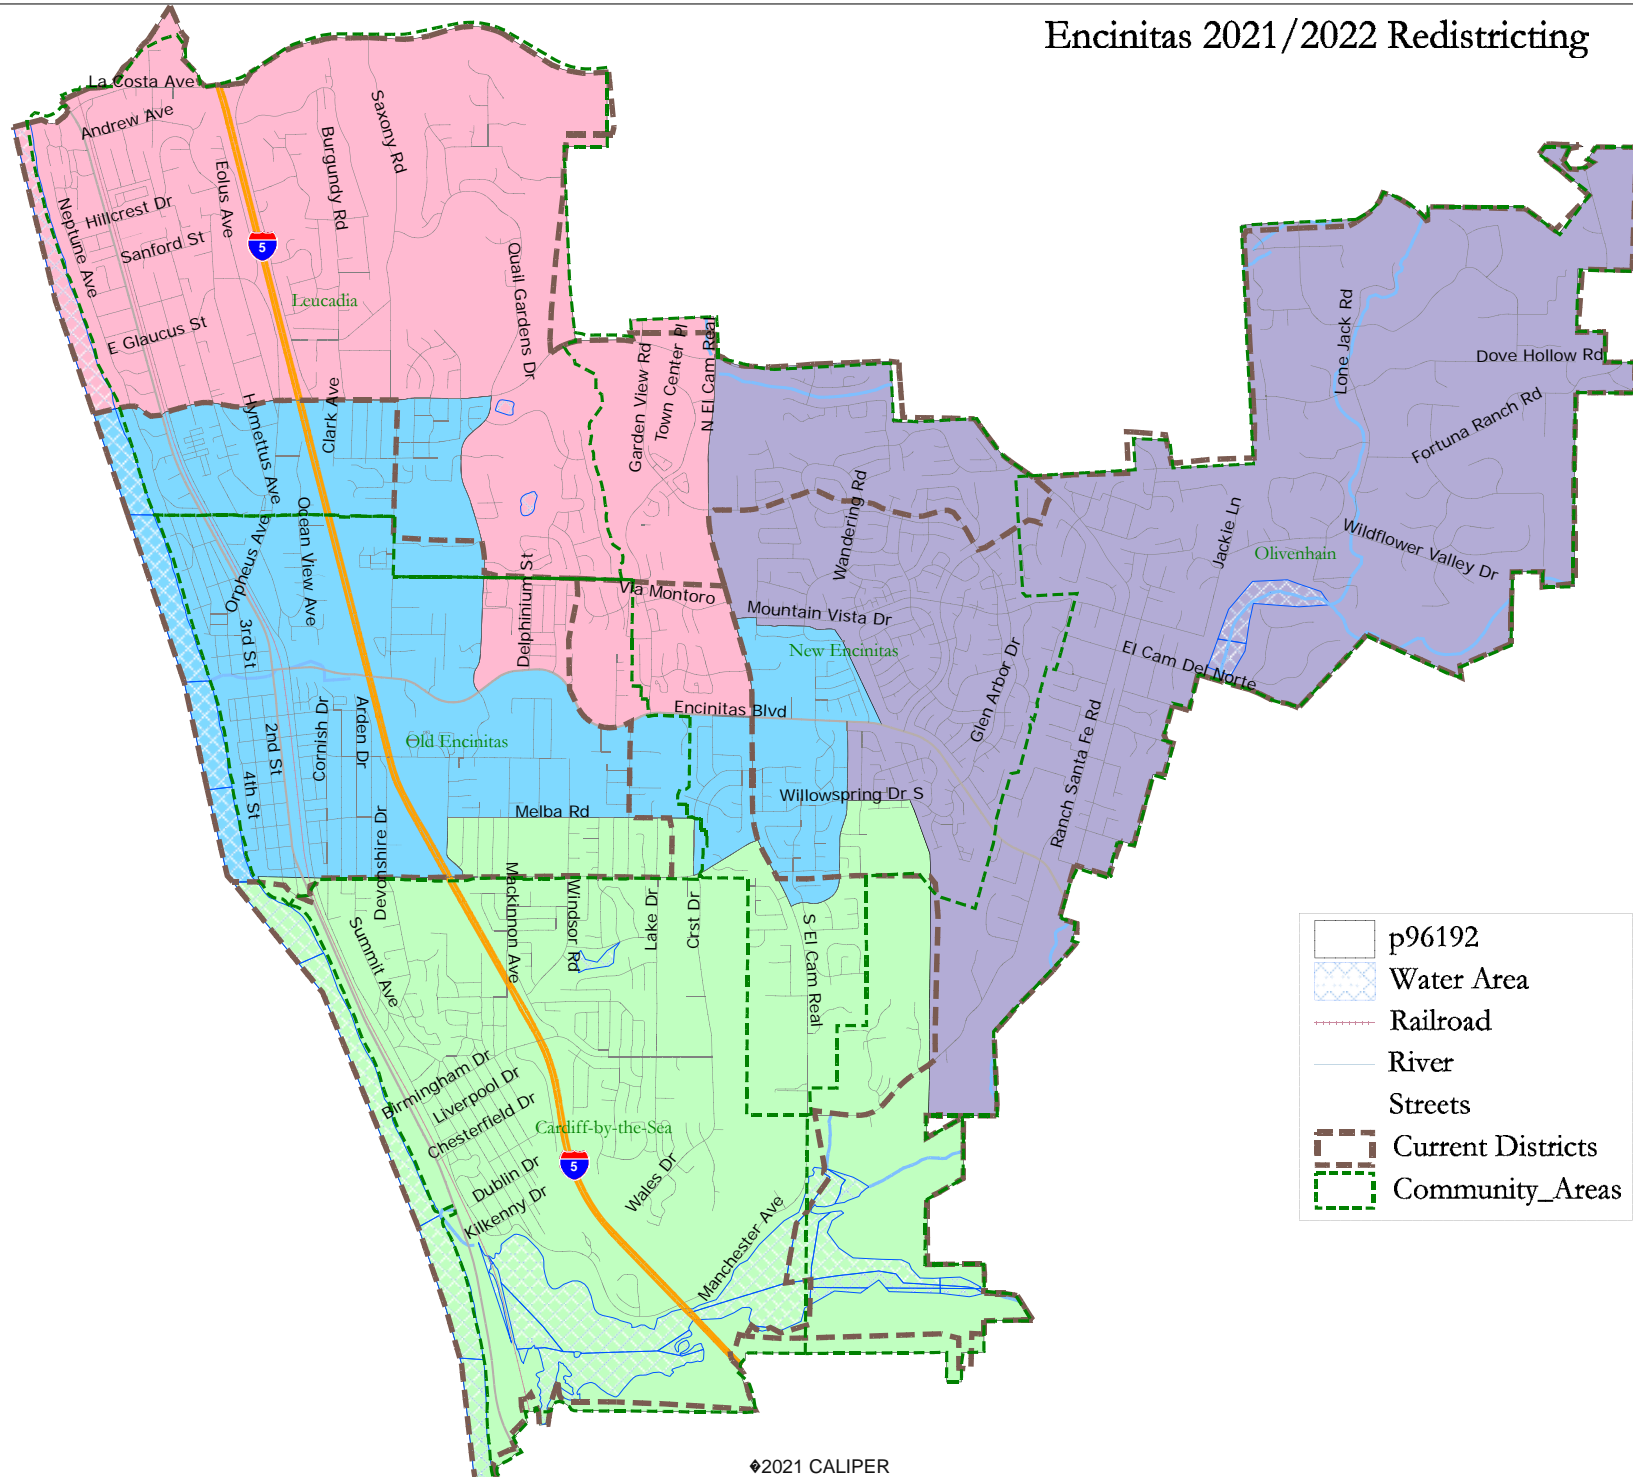 Encinitas 2021/2022 Redistricting
La Costa Ave
Andrew Ave
Saxony Rd
Burgundy Rd
Eolus Ave
Hillcrest Dr
Neptune Ave
Sanford St
5
Quail Gardens Dr
Leucadia
E Glaucus St
Garden View Rd
Town Center Pl
N El Cam Real
Lone Jack Rd
Dove Hollow Rd
Fortuna Ranch Rd
Clark Ave
Hymettus Ave
Ocean View Ave
Orpheus Ave
Wandering Rd
Jackie Ln
Wildflower Valley Dr
Olivenhain
Delphinium St
Via Montoro
Mountain Vista Dr
New Encinitas
3rd St
El Cam Del Norte
Glen Arbor Dr
Encinitas Blvd
Ranch Santa Fe Rd
Cornish Dr
Arden Dr
2nd St
Old Encinitas
4th St
Willowspring Dr S
Melba Rd
Devonshire Dr
Mackinnon Ave
Windsor Rd
Lake Dr
Crst Dr
S El Cam Real
Summit Ave
Birmingham Dr
Liverpool Dr
Chesterfield Dr
Cardiff-by-the-Sea
5
Dublin Dr
Wales Dr
Kilkenny Dr
Manchester Ave
p96192
Water Area
Railroad
River
Streets
Current Districts
Community_Areas
�2021 CALIPER